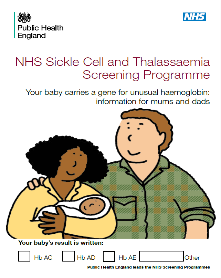 Public Health
England
NHS
NHS Sickle Cell and Thalassaemia
Screening Programme
Your baby carries a gene for unusual haemoglobin:
information for mums and dads
Your baby's result is written:
Hb AC
Hb AD
Hb AE
Other
Public Health England leads the NHS Screening Programmes